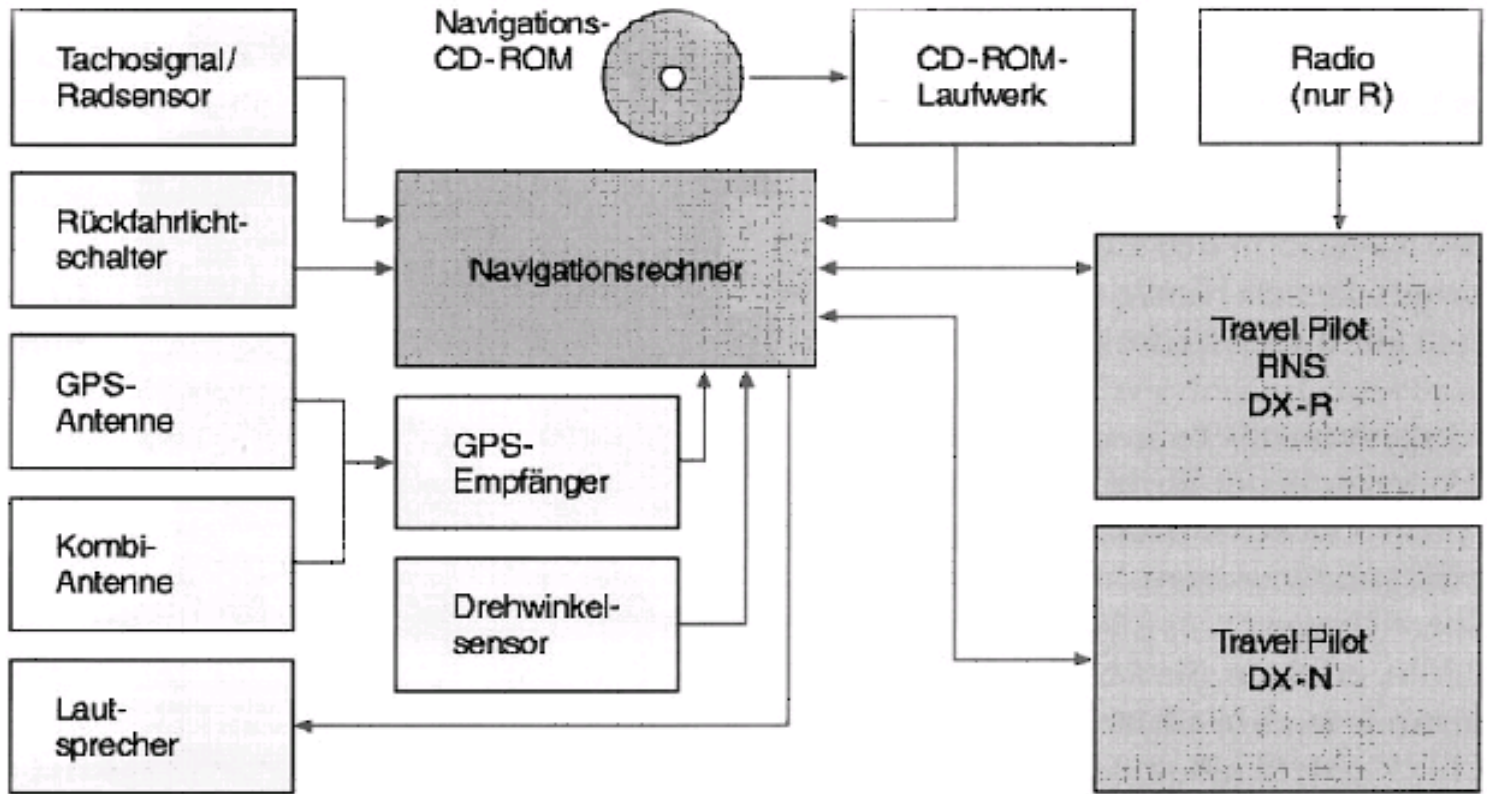 Tachosignal/
Radsensor
Navigations-
CD-ROM
CD-ROM-
Laufwerk
Radio
(nur R)
Rückfahrlicht-
schalter
Navigationsrechner
GPS-
Antenne
Travel Pilot
RNS
DX-R
GPS-
Empfänger
Kombi-
Antenne
Drehwinkel-
sensor
Travel Pilot
DX-N
Laut-
sprecher